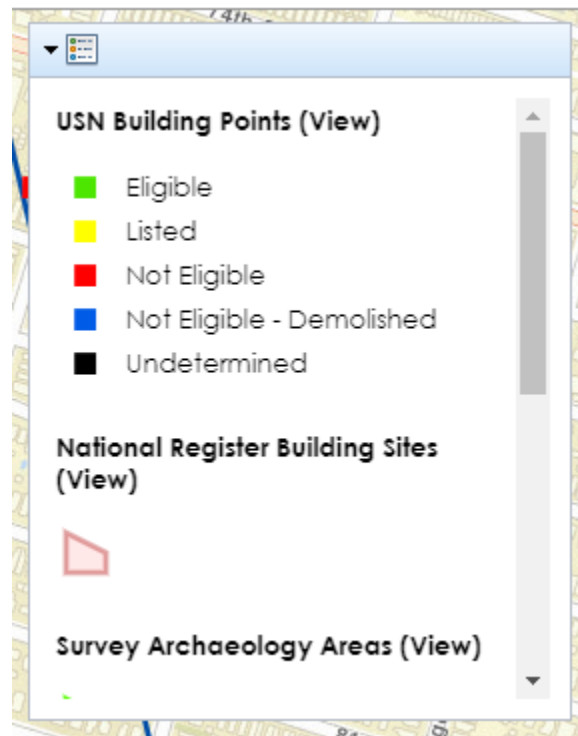 74th
USN Building Points (View)
Eligible
Listed
Not Eligible
Not Eligible - Demolished
Undetermined
National Register Building Sites
(View)
Survey Archaeology Areas (View)